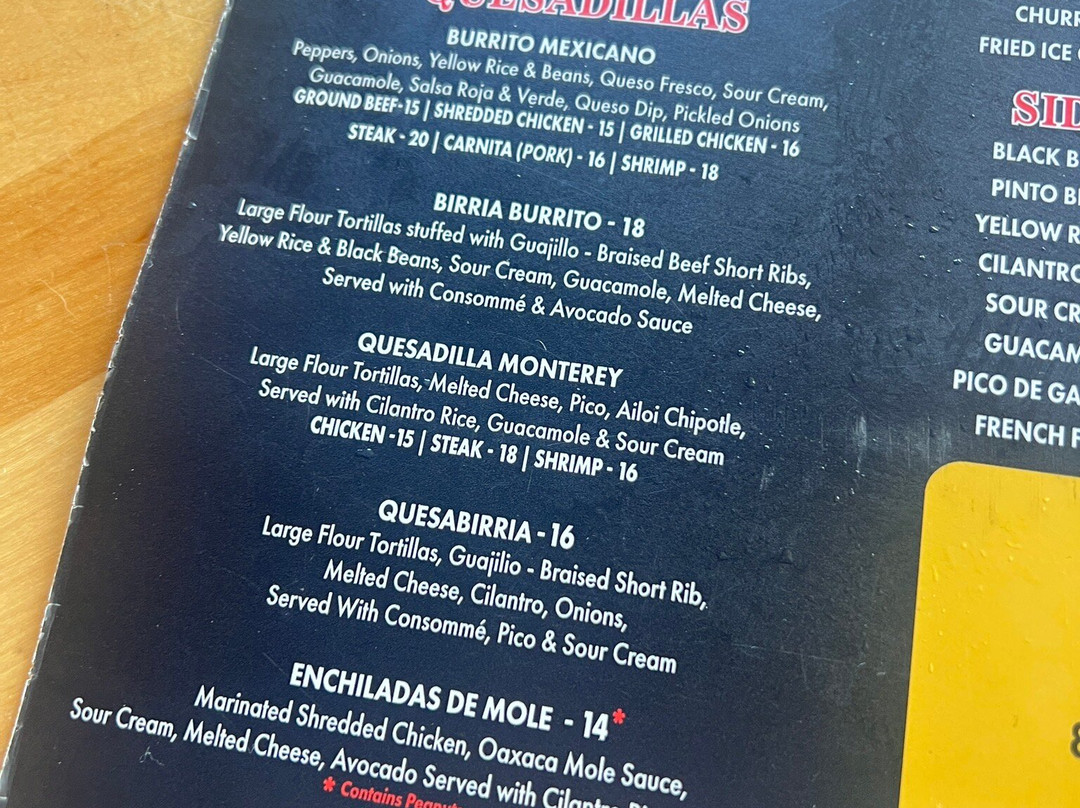 QUESADILLAS
BURRITO MEXICANO
Peppers, Onions, Yellow Rice & Beans, Queso Fresco, Sour Cream,
Guacamole, Salsa Roja & Verde, Queso Dip, Pickled Onions
GROUND BEEF-15 | SHREDDED CHICKEN - 15 | GRILLED CHICKEN - 16
STEAK - 20 | CARNITA (PORK) - 16 | SHRIMP - 18
BIRRIA BURRITO - 18
Large Flour Tortillas stuffed with Guajillo - Braised Beef Short Ribs,
Yellow Rice & Black Beans, Sour Cream, Guacamole, Melted Cheese,
Served with Consommé & Avocado Sauce
QUESADILLA MONTEREY
Large Flour Tortillas, Melted Cheese, Pico, Ailoi Chipotle,
Served with Cilantro Rice, Guacamole & Sour Cream
CHICKEN -15 | STEAK - 18 | SHRIMP - 16
QUESABIRRIA - 16
Large Flour Tortillas, Guajilio - Braised Short Rib,
Melted Cheese, Cilantro, Onions,
Served With Consommé, Pico & Sour Cream
ENCHILADAS DE MOLE - 14*
Marinated Shredded Chicken, Oaxaca Mole Sauce,
Sour Cream, Melted Cheese, Avocado Served with
* Contains
FRIED ICE
BLACK
PINTO
YELLOW
CILANTRO
SOUR
PICO DE
FRENCH